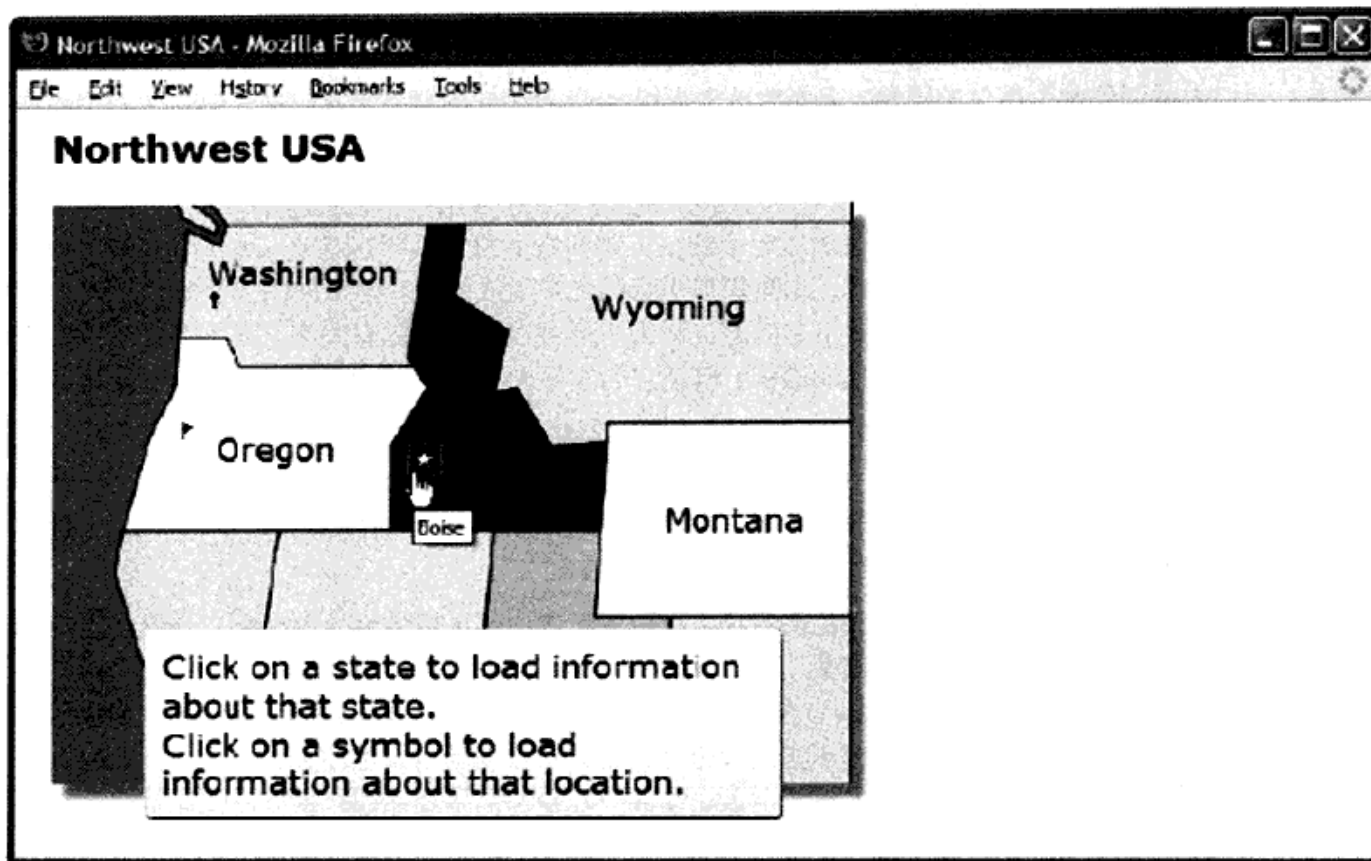 Northwest USA - Mozilla Firefox
File Edit View History Bookmarks Tools Help
Northwest USA
Washington
Wyoming
Oregon
Boise
Montana
Click on a state to load information
about that state.
Click on a symbol to load
information about that location.